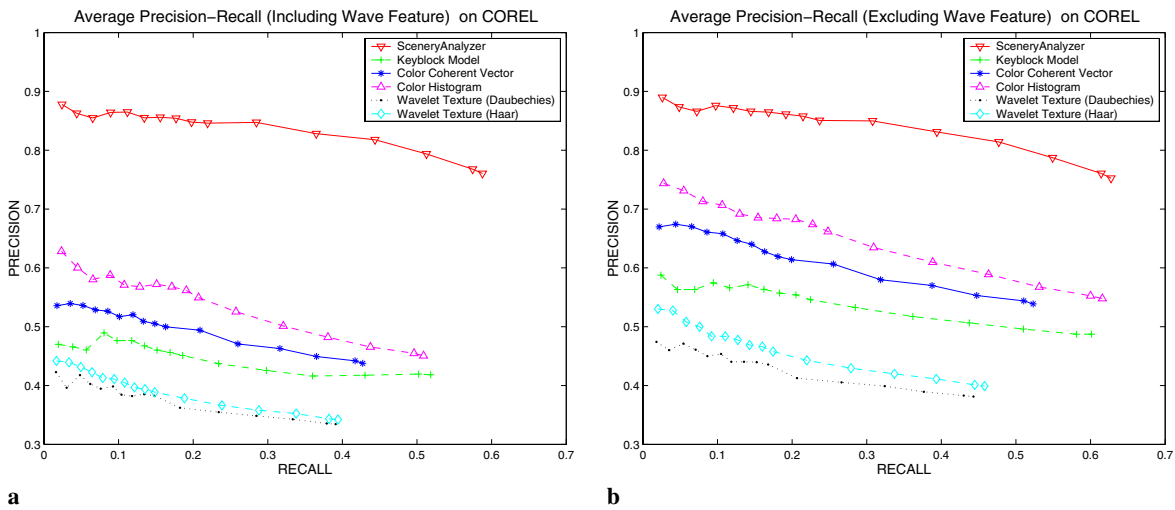 Average Precision−Recall (Including Wave Feature)  on COREL
1
0.9
0.8
0.7
0.6
0.5
0.4
0.3
PRECISION
SceneryAnalyzer
Keyblock Model
Color Coherent Vector
Color Histogram
Wavelet Texture (Daubechies)
Wavelet Texture (Haar)
0 0.1 0.2 0.3 0.4 0.5 0.6 0.7
RECALL
a
Average Precision−Recall (Excluding Wave Feature)  on COREL
1
0.9
0.8
0.7
0.6
0.5
0.4
0.3
PRECISION
SceneryAnalyzer
Keyblock Model
Color Coherent Vector
Color Histogram
Wavelet Texture (Daubechies)
Wavelet Texture (Haar)
0 0.1 0.2 0.3 0.4 0.5 0.6 0.7
RECALL
b